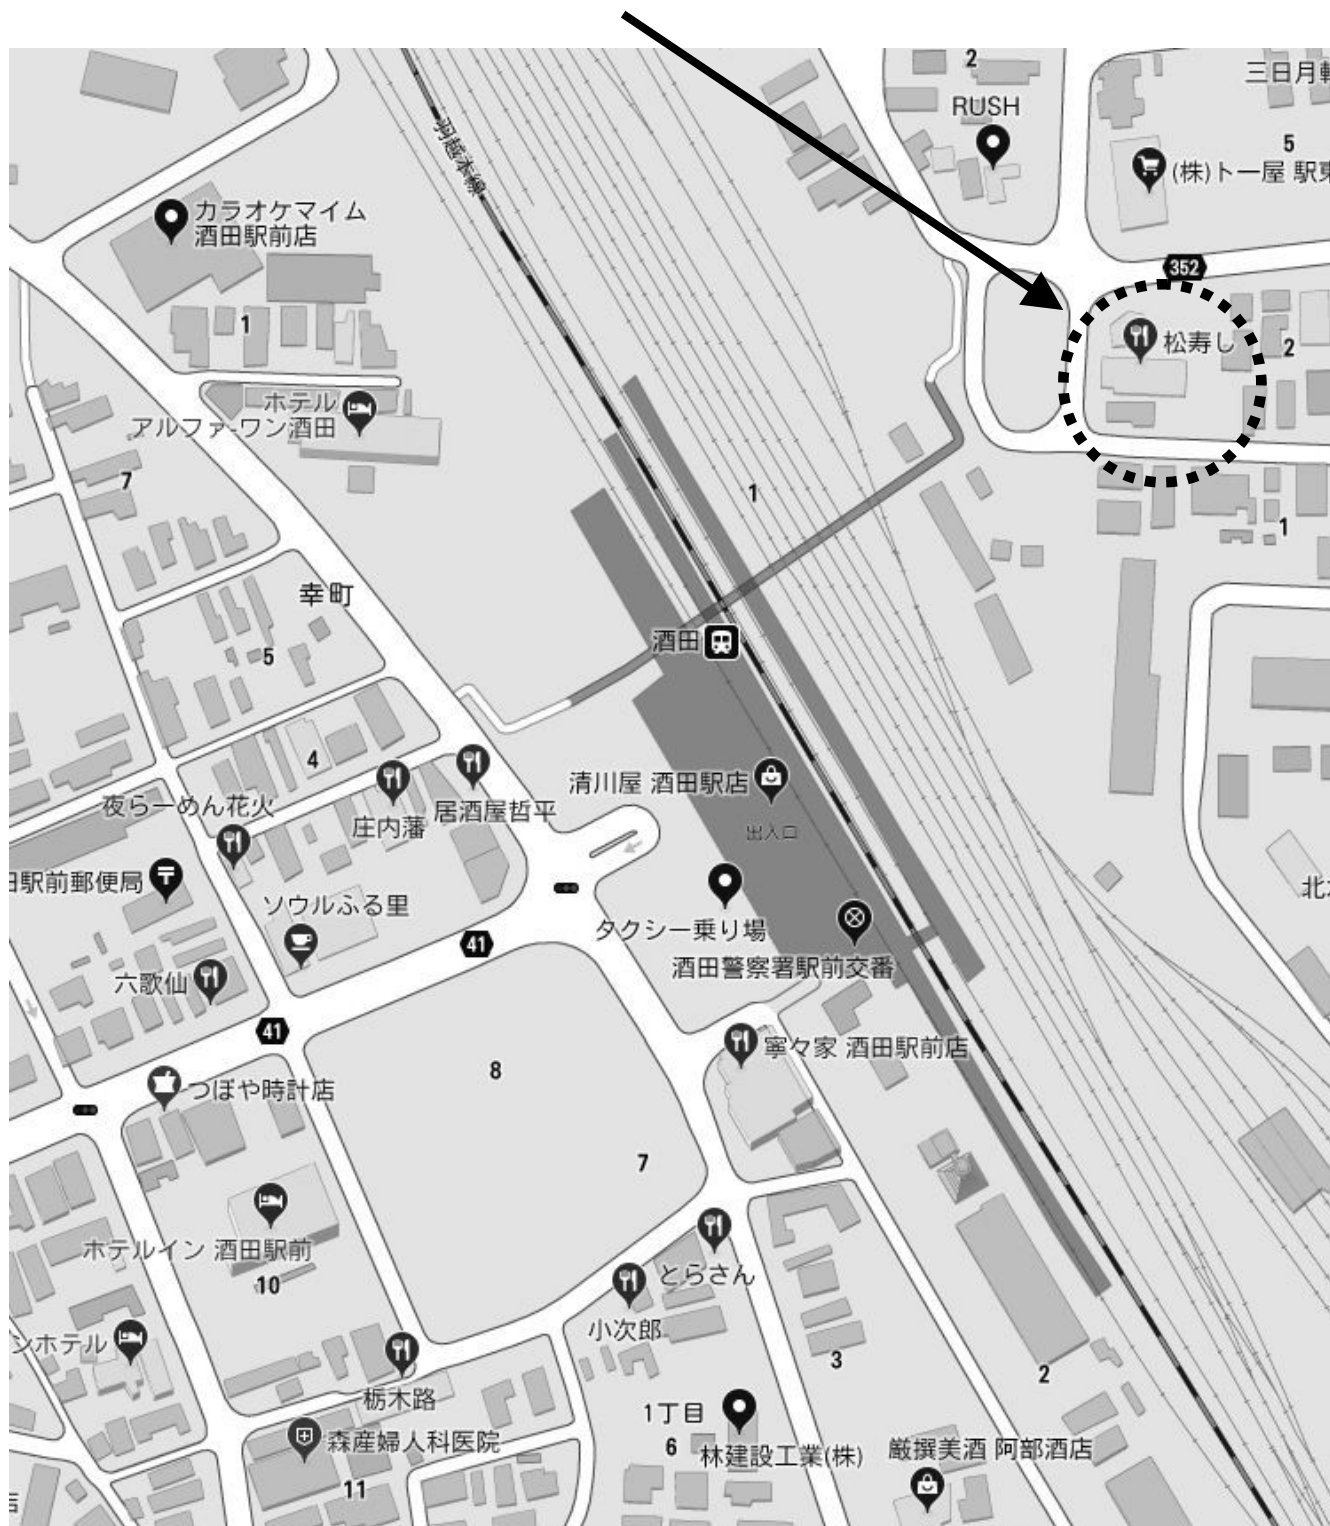 2
三日月軒
RUSH
5
(株)トー屋 駅東
羽越本線
カラオケマイム
酒田駅前店
352
1
松寿し
2
ホテル
アルファ-ワン酒田
7
1
1
幸町
酒田
5
4
清川屋 酒田駅店
夜らーめん花火
居酒屋哲平
庄内藩
出入口
田駅前郵便局
北
ソウルふる里
タクシー乗り場
41
酒田警察署駅前交番
六歌仙
41
寧々家 酒田駅前店
8
つぼや時計店
7
ホテルイン 酒田駅前
とらさん
10
小次郎
ンホテル
3
2
栃木路
1丁目
森産婦人科医院
6
林建設工業(株)
厳撰美酒 阿部酒店
11
店